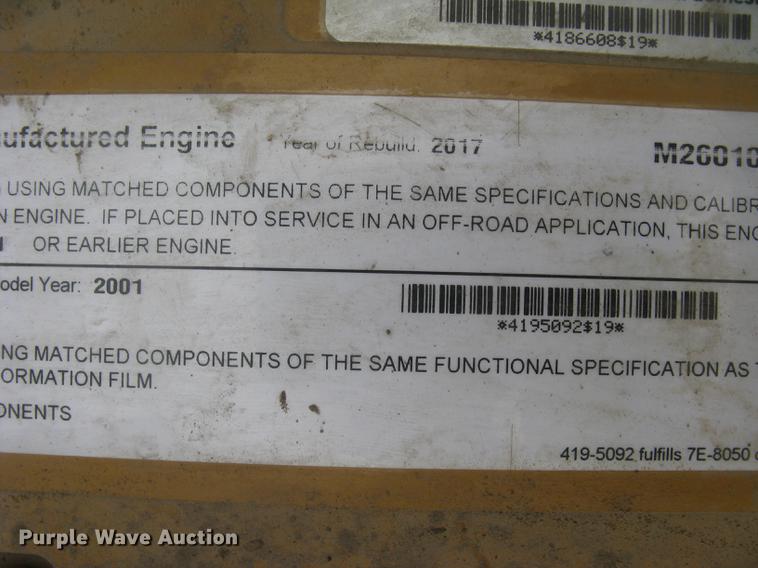 *4186608$19*
ufactured Engine Year of Rebuild: 2017 M26010
USING MATCHED COMPONENTS OF THE SAME SPECIFICATIONS AND CALIBR
N ENGINE. IF PLACED INTO SERVICE IN AN OFF-ROAD APPLICATION, THIS ENG
OR EARLIER ENGINE.
odel Year: 2001
*4195092$19*
NG MATCHED COMPONENTS OF THE SAME FUNCTIONAL SPECIFICATION AS T
ORMATION FILM.
ONENTS
419-5092 fulfills 7E-8050
Purple Wave Auction